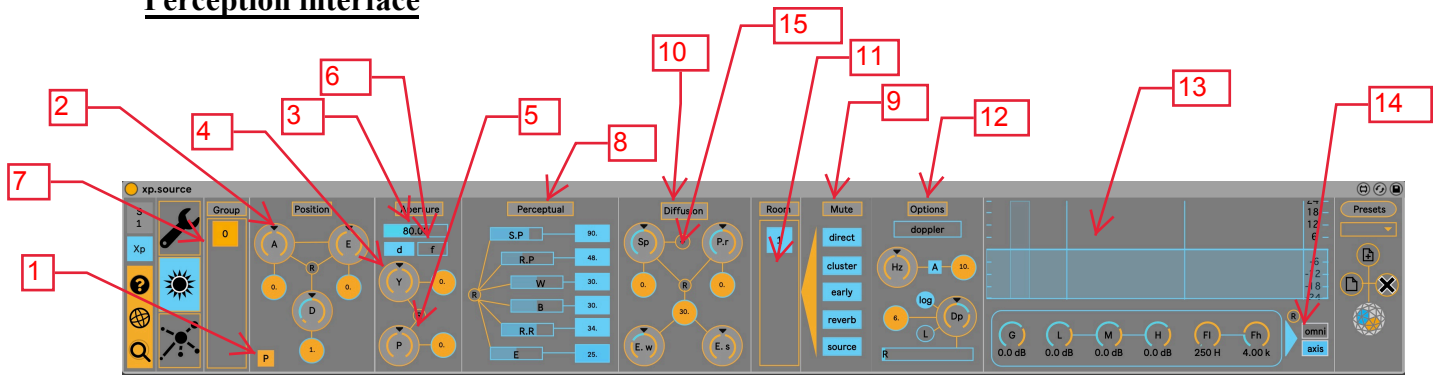 Perception interface
15
10
11
6
2
3
9
13
14
4
5
12
8
7
1
xp.source
S
1
Xp
Group
0
Position
A
E
R
0.
0.
D
1.
P
Aperture
d
f
Y
0.
P
0.
Perceptual
S.P
90.
R.P
48.
W
30.
R
B
30.
R.R
34.
E
25.
Diffusion
Sp
P.r
0.
R
0.
30.
E. w
E. s
Room
1
Mute
direct
cluster
early
reverb
source
Options
doppler
Hz
A
10.
log
6.
Dp
L
R
24
18
12
6
-6
-12
-18
-24
G
L
M
H
Fl
Fh
0.0 dB
0.0 dB
0.0 dB
0.0 dB
250 H
4.00 k
R
omni
axis
Presets